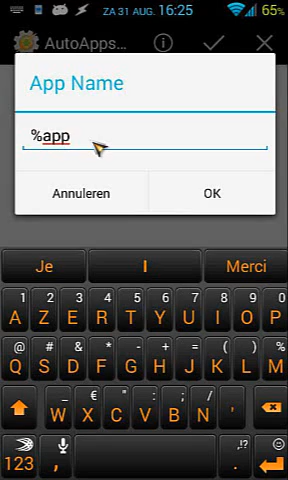 ZA 31 AUG. 16:25 65%
AutoApps...
App Name
%app
Annuleren OK
Je I Merci
1 2 3 4 5 6 7 8 9 0
A Z E R T Y U I O P
@ # & * - + = ( ) %
Q S D F G H J K L M
_ € " : ; /
W X C V B N '
,!?
123 , .